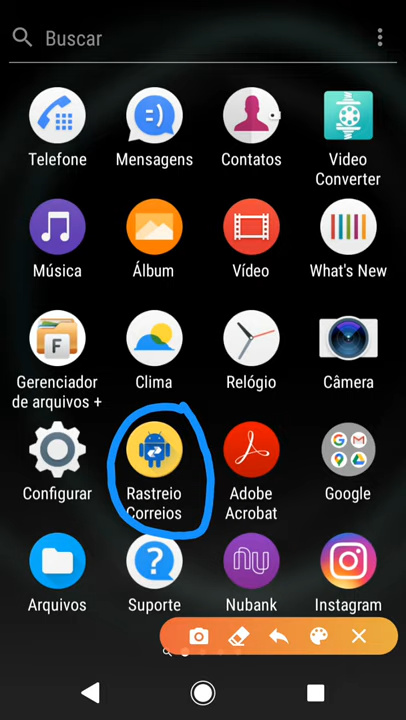 Buscar
Telefone
Mensagens
Contatos
Video
Converter
Música
Álbum
Vídeo
What's New
Gerenciador
de arquivos +
F
Clima
Relógio
Câmera
Configurar
Rastreio
Correios
Adobe
Acrobat
Google
Arquivos
Suporte
Nubank
Instagram